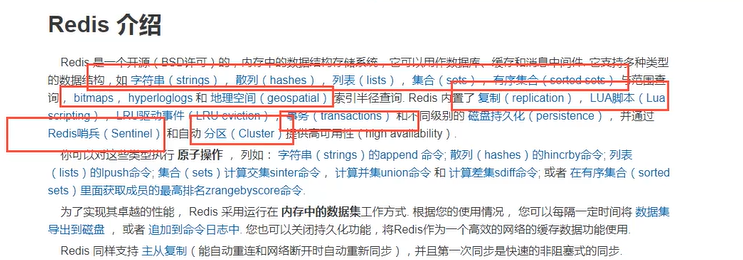 Redis 介绍
Redis 是一个开源（BSD许可）的，内存中的数据结构存储系统，它可以用作数据库、缓存和消息中间件. 它支持多种类型
的数据结构，如 字符串（strings）， 散列（hashes）， 列表（lists）， 集合（sets）， 有序集合（sorted sets） 与范围查
询， bitmaps， hyperloglogs 和 地理空间（geospatial） 索引半径查询. Redis 内置了 复制（replication）， LUA脚本（Lua
scripting）， LRU驱动事件（LRU eviction）， 事务（transactions） 和不同级别的 磁盘持久化（persistence）， 并通过
Redis哨兵（Sentinel） 和自动 分区（Cluster） 提供高可用性（high availability）.
你可以对这些类型执行 原子操作 ， 列如： 字符串（strings）的append 命令; 散列（hashes）的hincrby命令; 列表
（lists）的lpush命令; 集合（sets）计算交集sinter命令， 计算并集union命令 和 计算差集sdiff命令; 或者 在有序集合（sorted
sets）里面获取成员的最高排名zrangebyscore命令.
为了实现其卓越的性能， Redis 采用运行在 内存中的数据集工作方式. 根据您的使用情况， 您可以每隔一定时间将 数据集
导出到磁盘 ， 或者 追加到命令日志中. 您也可以关闭持久化功能，将Redis作为一个高效的网络的缓存数据功能使用.
Redis 同样支持 主从复制（能自动重连和网络断开时自动重新同步），并且第一次同步是快速的非阻塞式的同步.